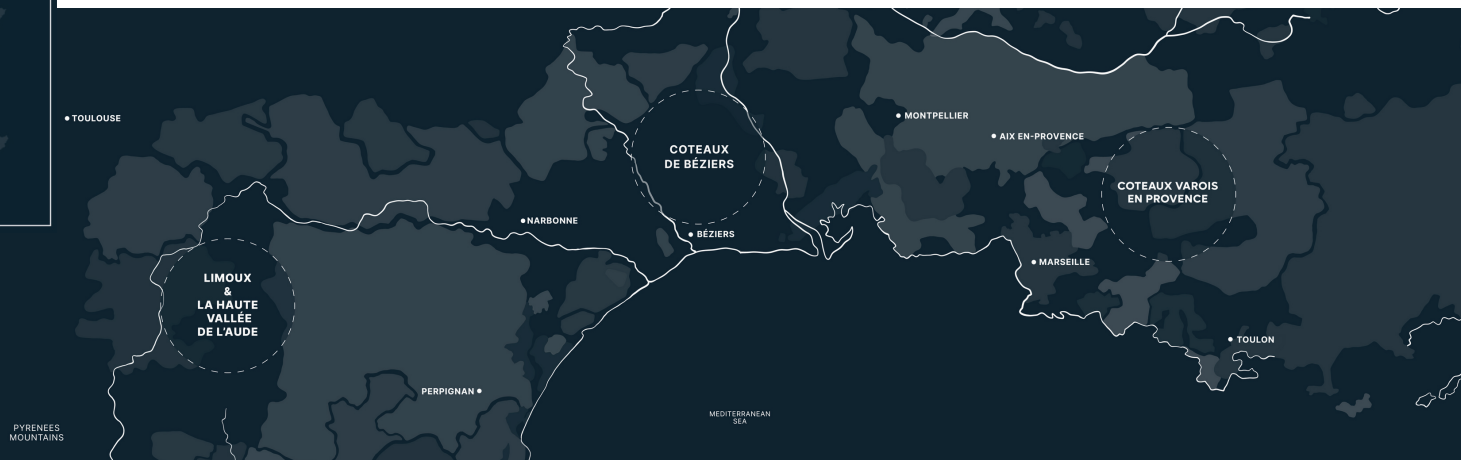 TOULOUSE
MONTPELLIER
AIX EN-PROVENCE
COTEAUX
DE BÉZIERS
COTEAUX VAROIS
EN PROVENCE
NARBONNE
BÉZIERS
MARSEILLE
LIMOUX
&
LA HAUTE
VALLÉE
DE L'AUDE
TOULON
PERPIGNAN
MEDITERRANEAN
SEA
PYRENEES
MOUNTAINS